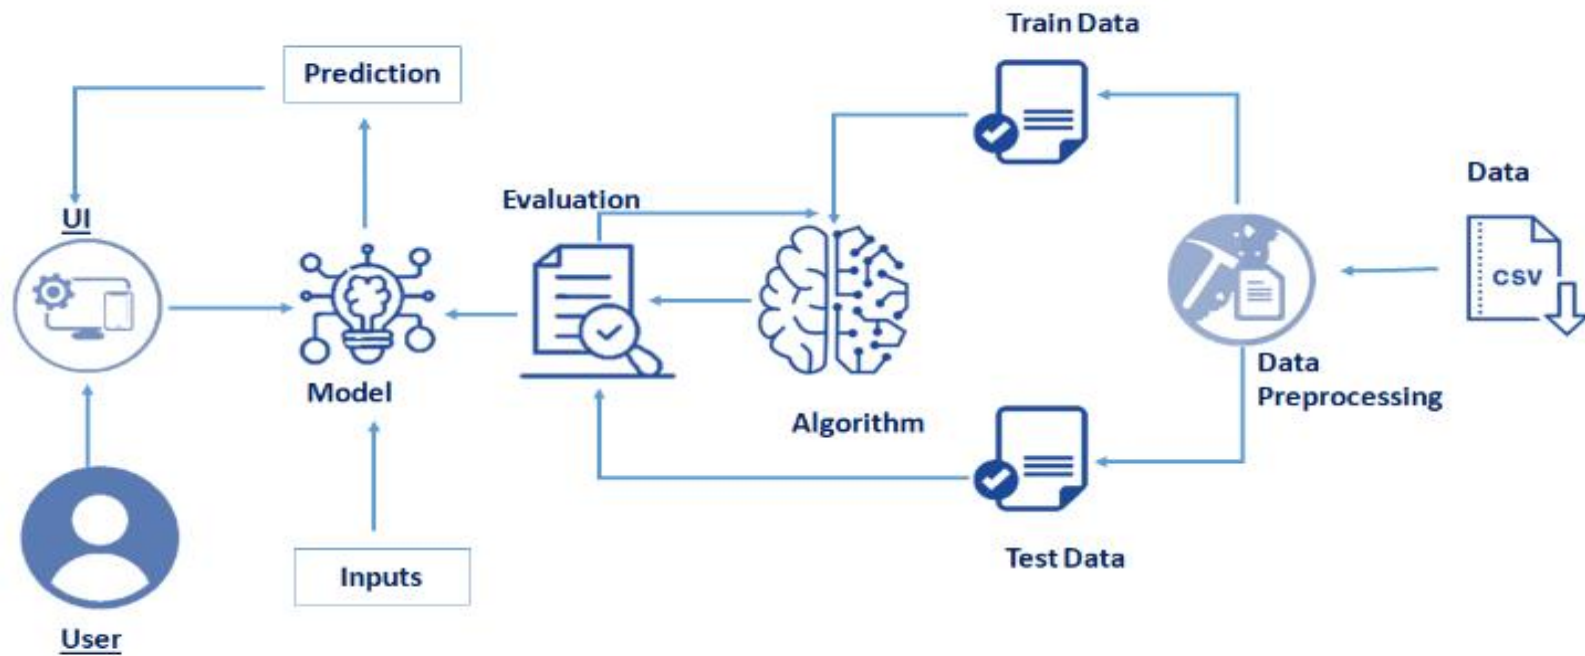 Train Data
Prediction
Data
Evaluation
UI
CSV
Data
Preprocessing
Model
Algorithm
Test Data
Inputs
User